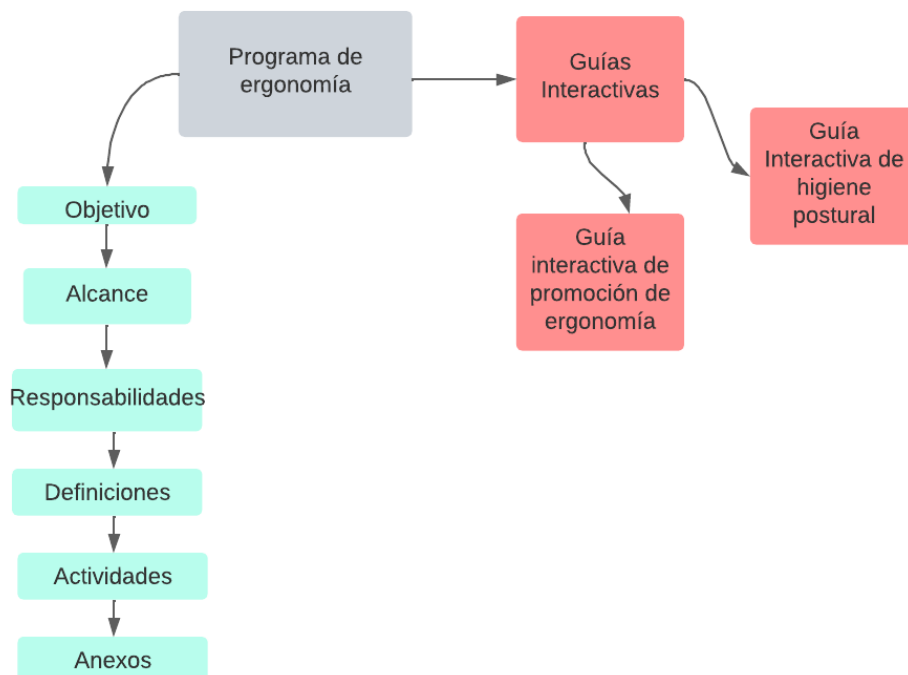 Programa de
ergonomía
Guías
Interactivas
Guía
Interactiva de
higiene
postural
Guía
interactiva de
promoción de
ergonomía
Objetivo
Alcance
Responsabilidades
Definiciones
Actividades
Anexos